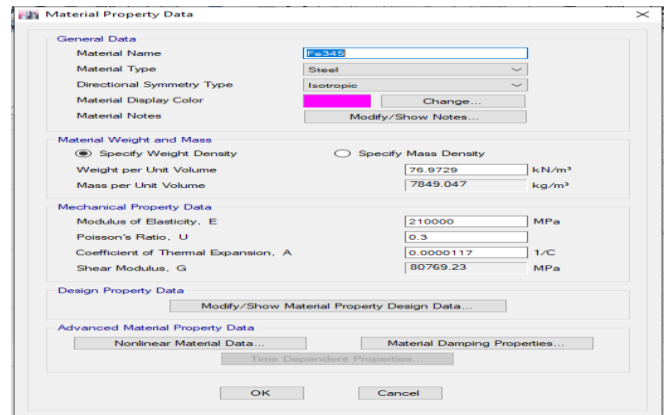 Material Property Data
General Data
Material Name Fe345
Material Type Steel
Directional Symmetry Type Isotropic
Material Display Color Change...
Material Notes Modify/Show Notes...
Material Weight and Mass
Specify Weight Density Specify Mass Density
Weight per Unit Volume 76.9729 kN/m³
Mass per Unit Volume 7849.047 kg/m³
Mechanical Property Data
Modulus of Elasticity, E 210000 MPa
Poisson's Ratio, U 0.3
Coefficient of Thermal Expansion, A 0.0000117 1/C
Shear Modulus, G 80769.23 MPa
Design Property Data
Modify/Show Material Property Design Data...
Advanced Material Property Data
Nonlinear Material Data... Material Damping Properties...
Time Dependent Properties...
OK Cancel